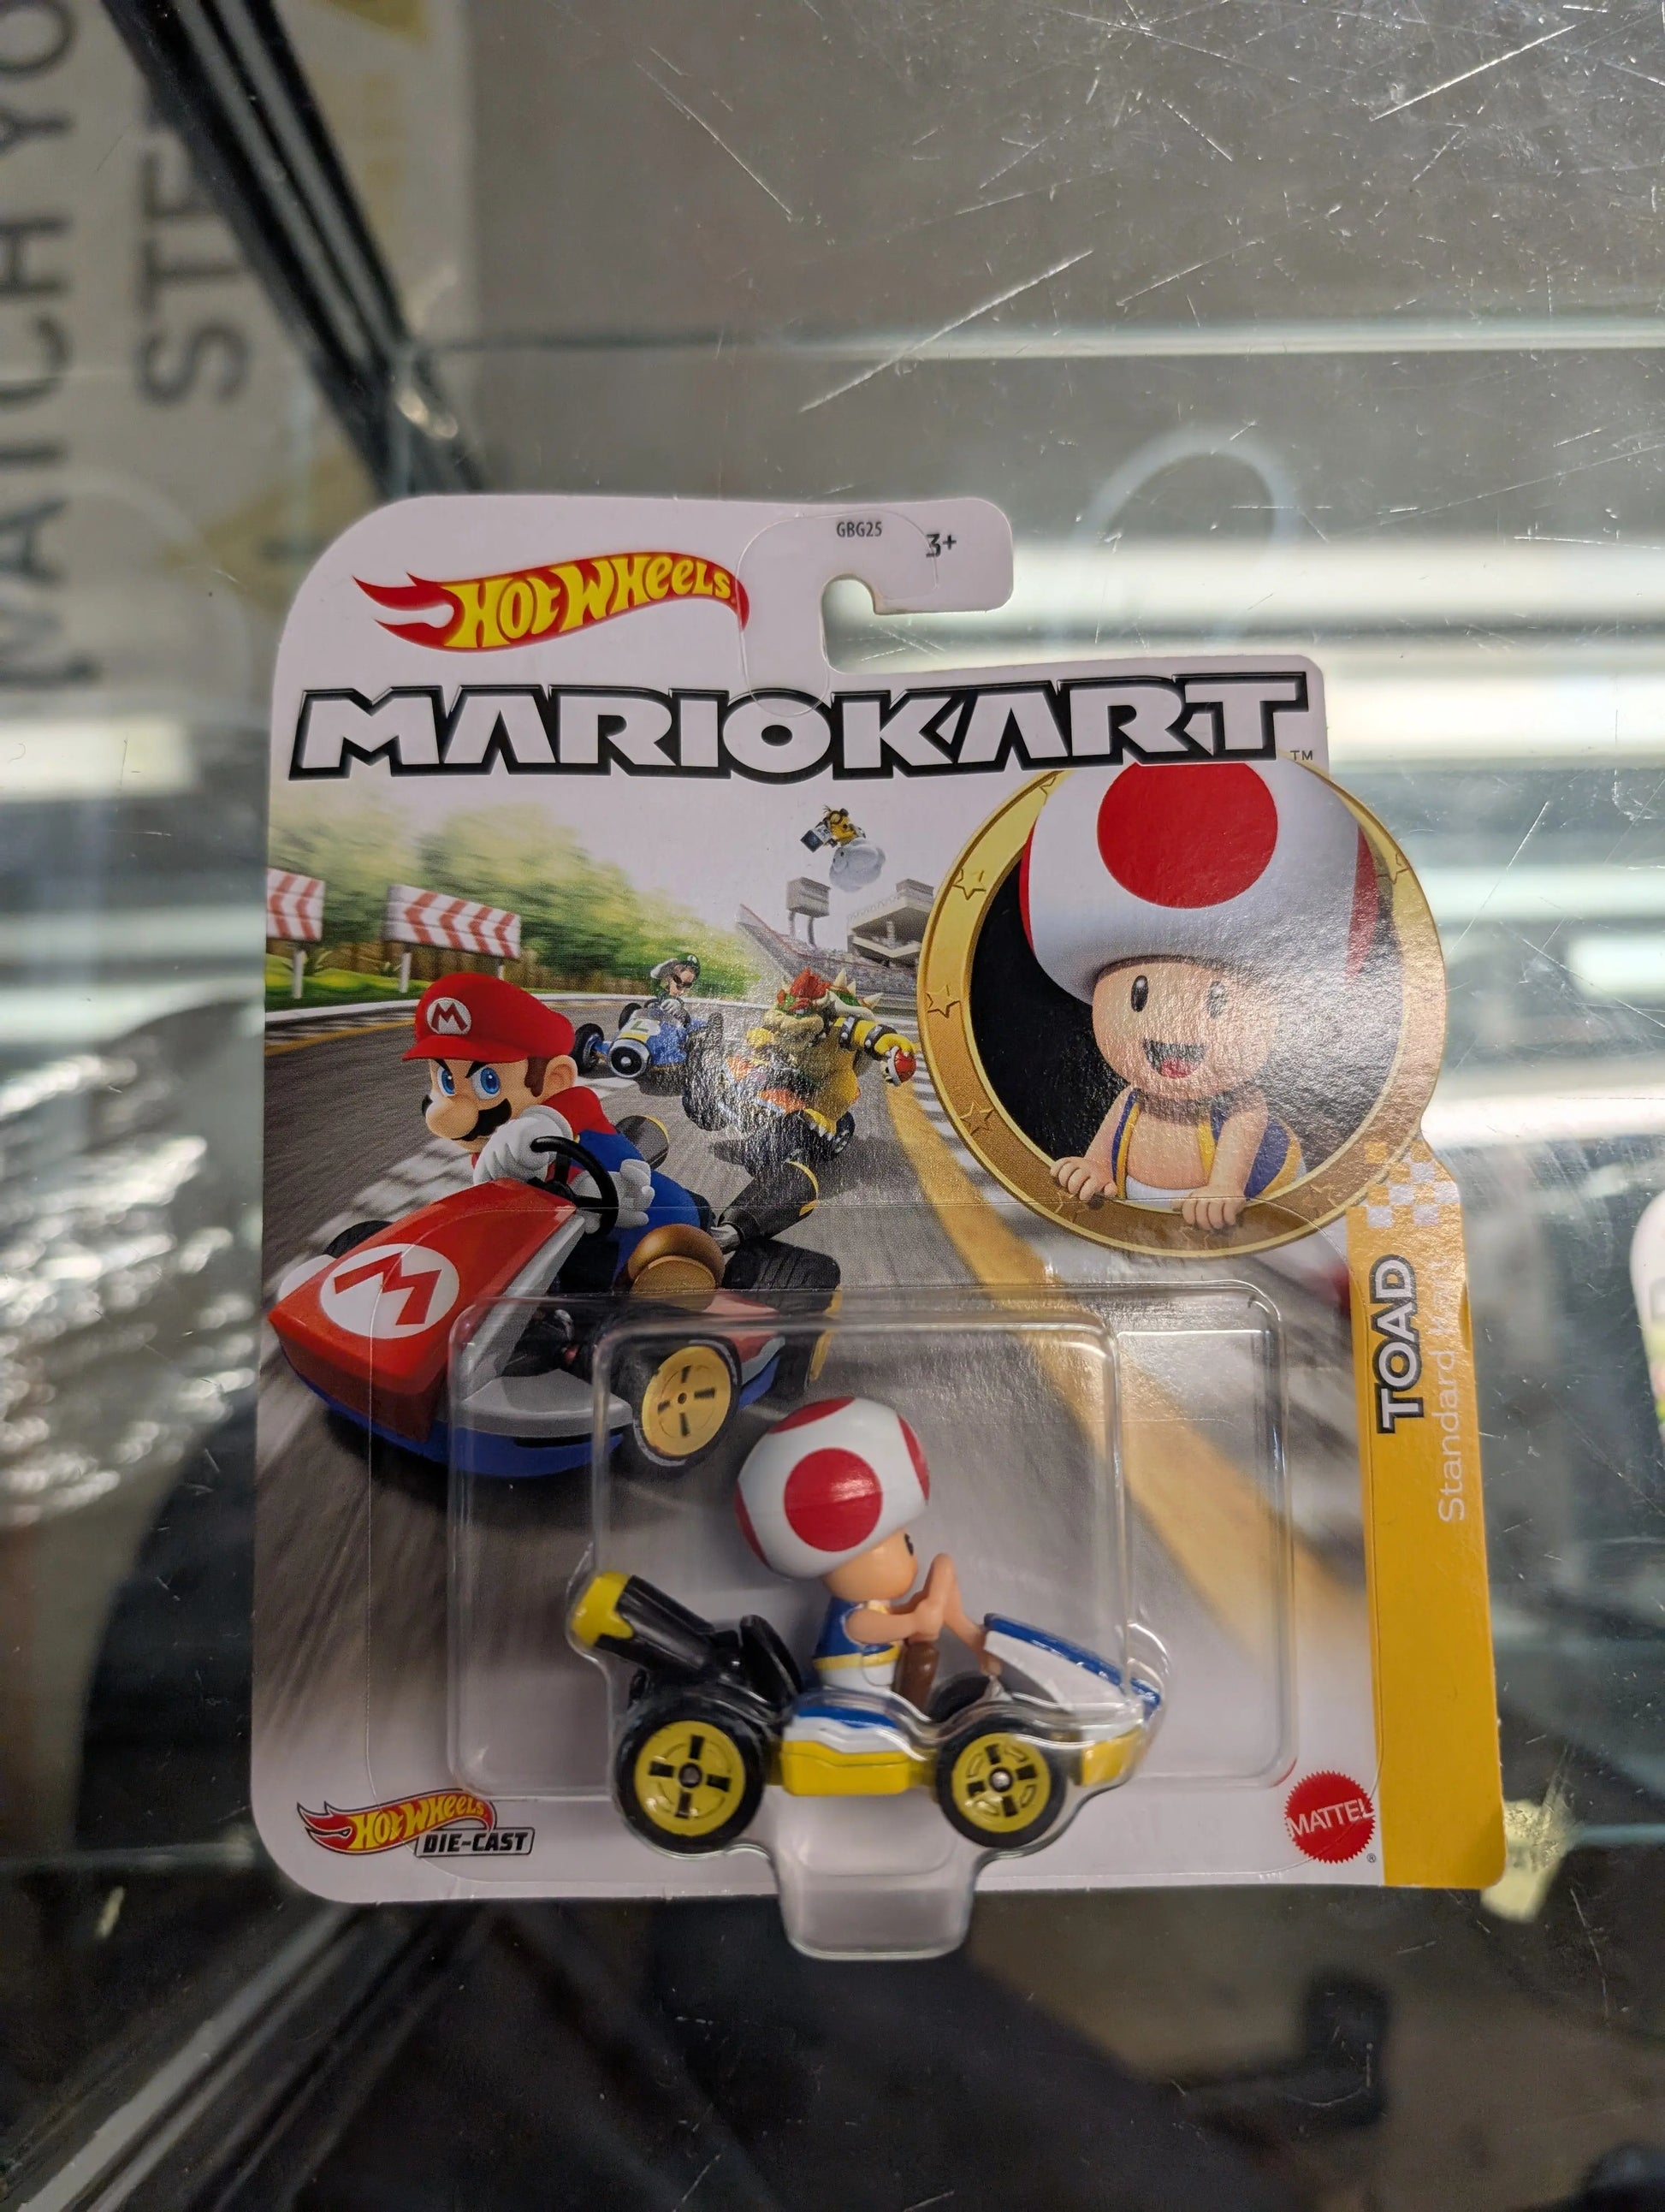 GBG25
3+
HOT WHEELS
MARIOKART
TM
M
M
L
TOAD
Standard Kart
HOT WHEELS
DIE-CAST
MATTEL
®